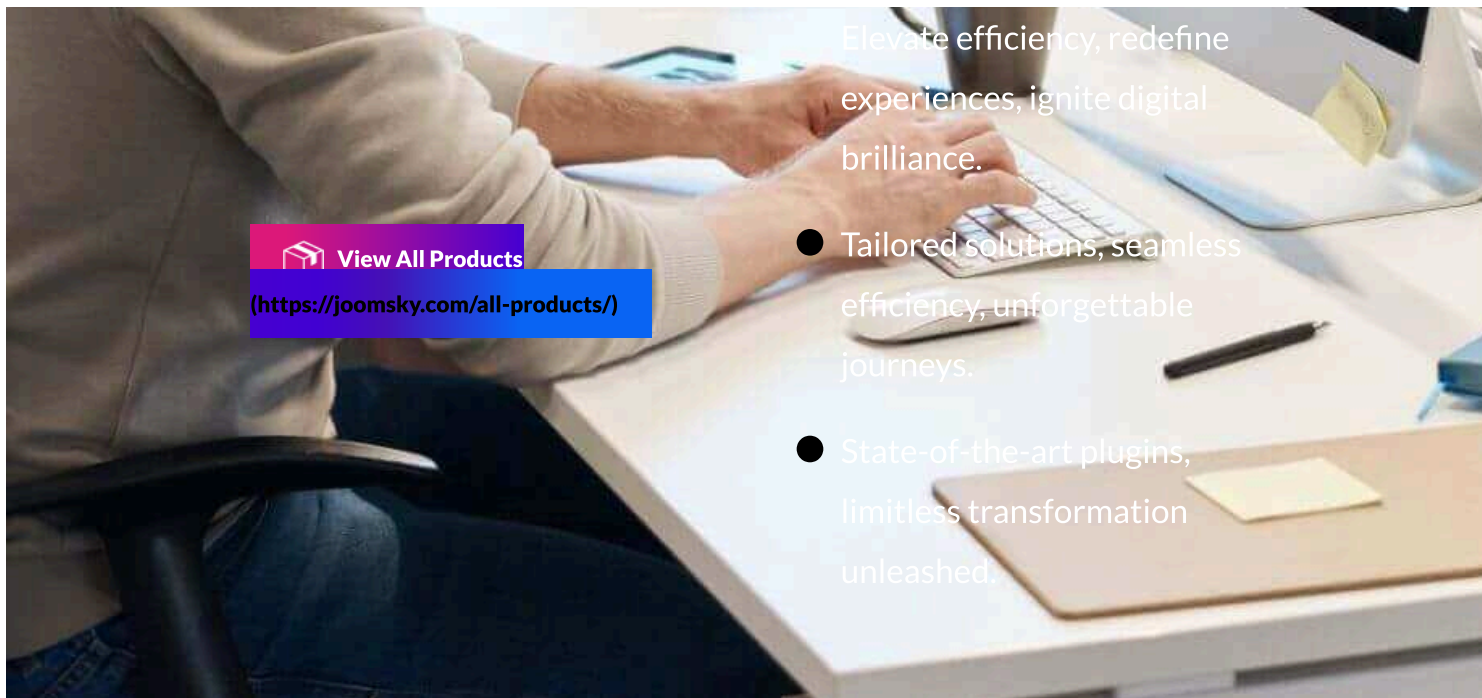 View All Products
(https://joomsky.com/all-products/)
Elevate efficiency, redefine
experiences, ignite digital
brilliance.
Tailored solutions, seamless
efficiency, unforgettable
journeys.
State-of-the-art plugins,
limitless transformation
unleashed.